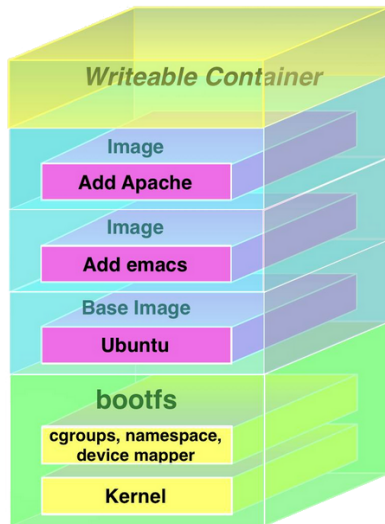 Writeable Container
Image
Add Apache
Image
Add emacs
Base Image
Ubuntu
bootfs
cgroups, namespace,
device mapper
Kernel